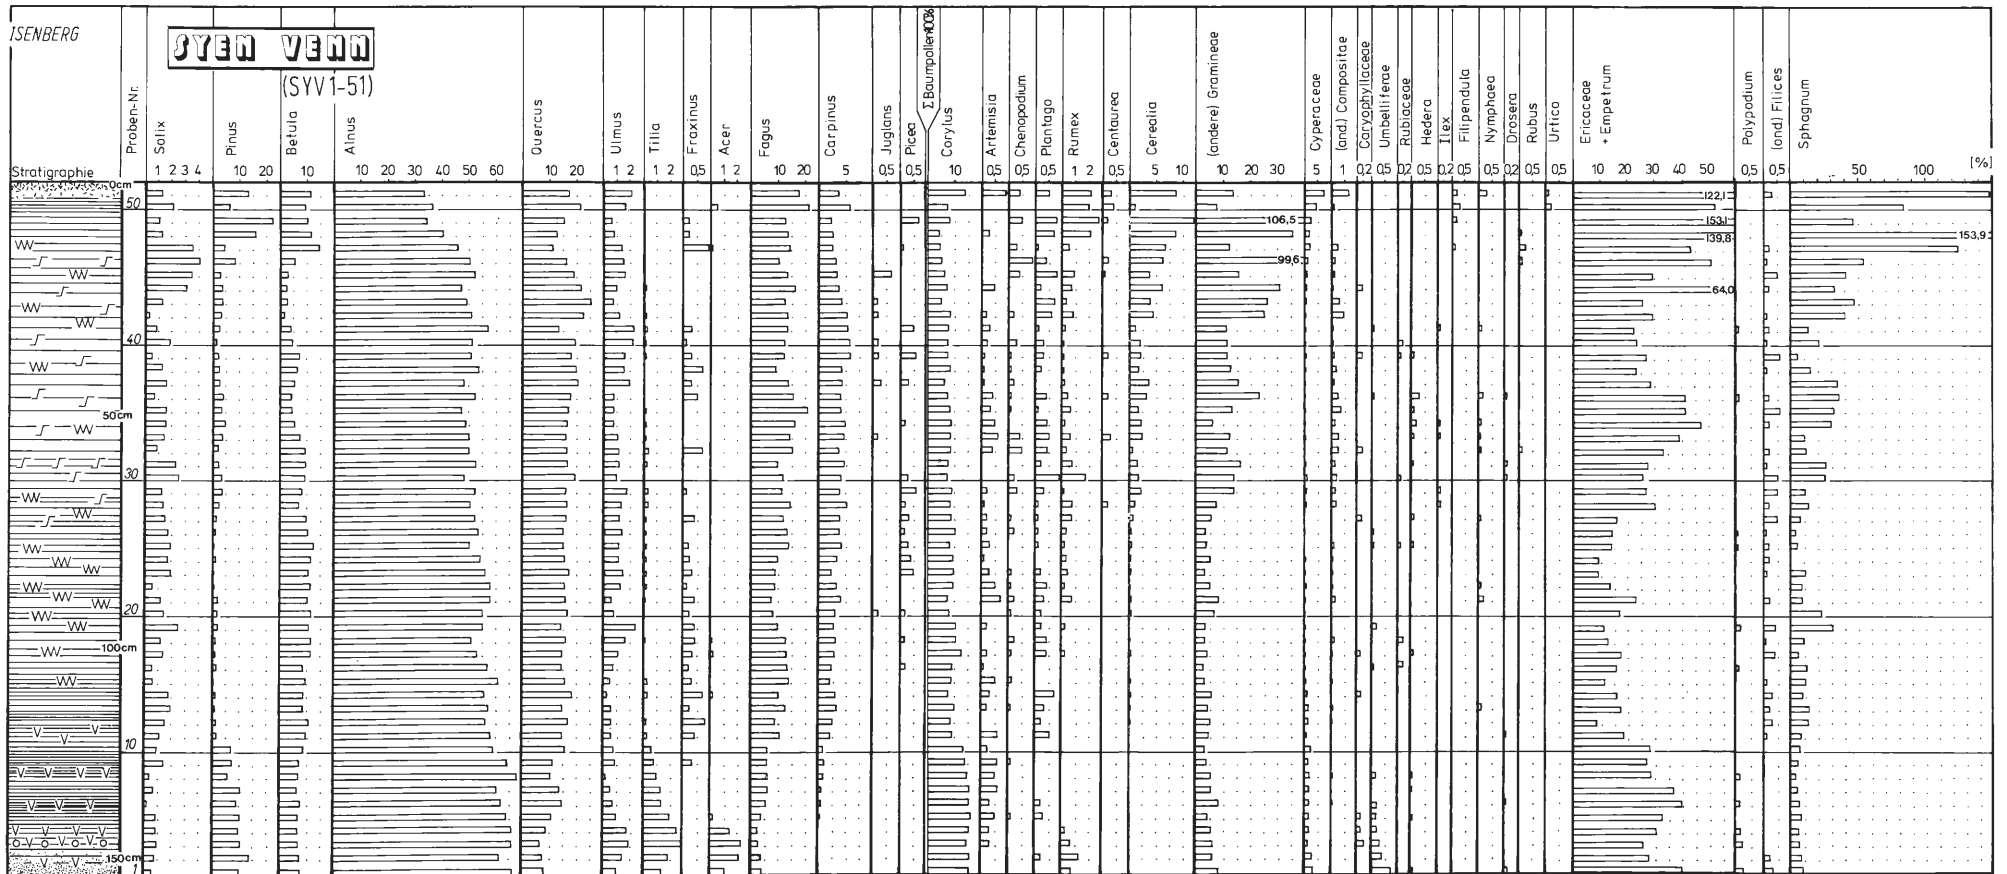 ISENBERG
SYEN VENN
(SYV 1-51)
Stratigraphie
Proben-Nr.
Salix
Pinus
Betula
Alnus
Quercus
Ulmus
Tilia
Fraxinus
Acer
Fagus
Carpinus
Juglans
Picea
Σ Baumpollen=100%
Corylus
Artemisia
Chenopodium
Plantago
Rumex
Centaurea
Cerealia
(andere) Gramineae
Cyperaceae
(and.) Compositae
Caryophyllaceae
Umbelliferae
Rubiaceae
Hedera
Ilex
Filipendula
Nymphaea
Drosera
Rubus
Urtica
Ericaceae
+ Empetrum
Polypodium
(and.) Filices
Sphagnum
[%]
1 2 3 4
10 20
10
10 20 30 40 50 60
10 20
1 2
1 2
0,5
1 2
10 20
5
0,5
0,5
10
0,5
0,5
0,5
1 2
0,5
5 10
10 20 30
5
1
0,2
0,5
0,2
0,5
0,2
0,5
0,5
0,2
0,5
0,5
10 20 30 40 50
0,5
0,5
50 100
0cm
50
122,1
106,5
153,1
139,8
153,9
99,6
64,0
40
50cm
30
20
100cm
10
150cm
1